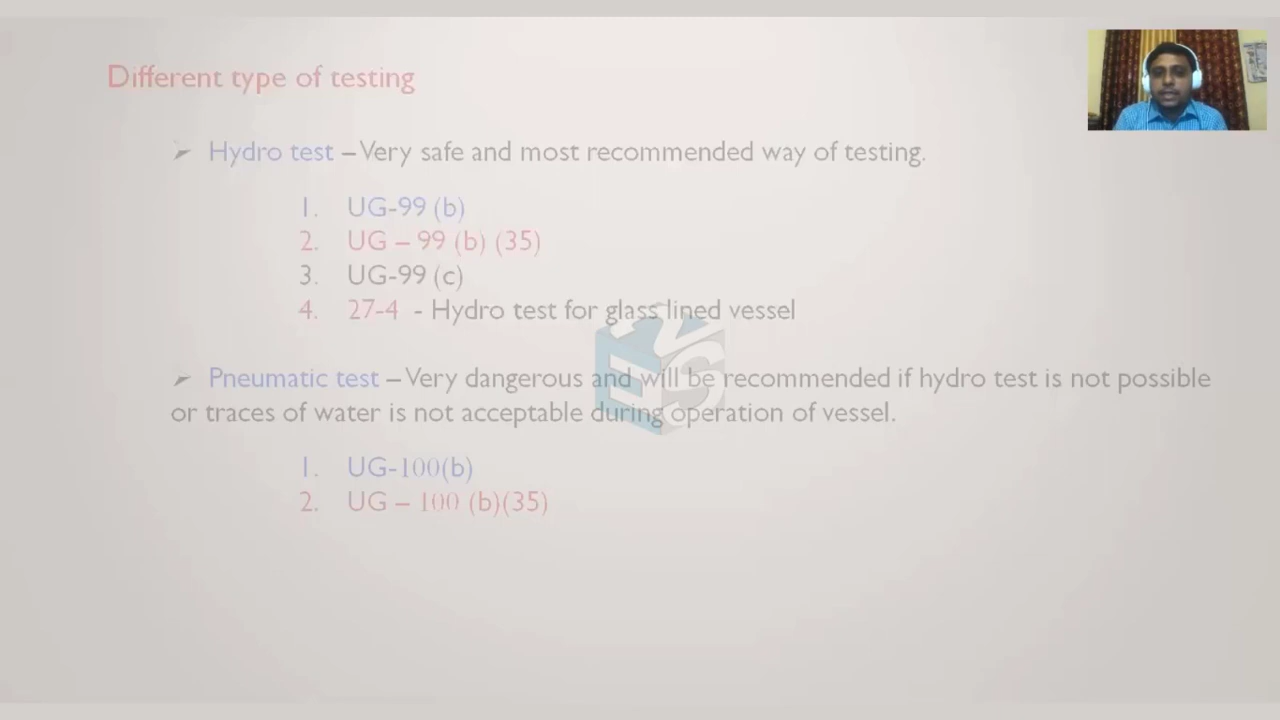 Different type of testing
➢ Hydro test – Very safe and most recommended way of testing.
1. UG-99 (b)
2. UG – 99 (b) (35)
3. UG-99 (c)
4. 27-4 - Hydro test for glass lined vessel
➢ Pneumatic test – Very dangerous and will be recommended if hydro test is not possible
or traces of water is not acceptable during operation of vessel.
1. UG-100(b)
2. UG – 100 (b)(35)